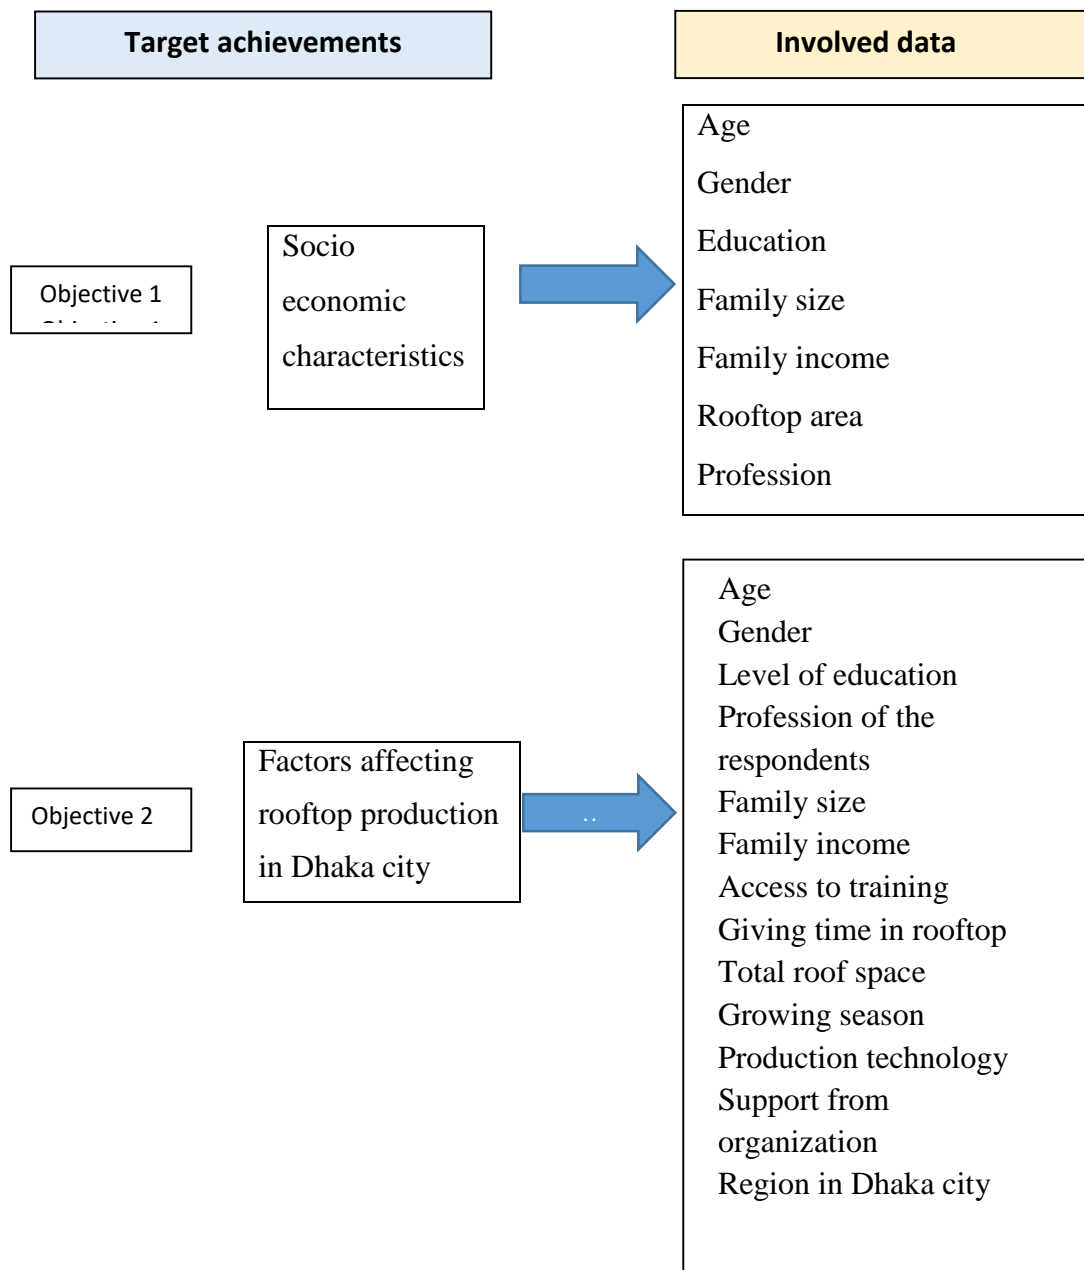 Target achievements
Involved data
Objective 1
Socio
economic
characteristics
Age
Gender
Education
Family size
Family income
Rooftop area
Profession
Objective 2
Factors affecting
rooftop production
in Dhaka city
..
Age
Gender
Level of education
Profession of the
respondents
Family size
Family income
Access to training
Giving time in rooftop
Total roof space
Growing season
Production technology
Support from
organization
Region in Dhaka city